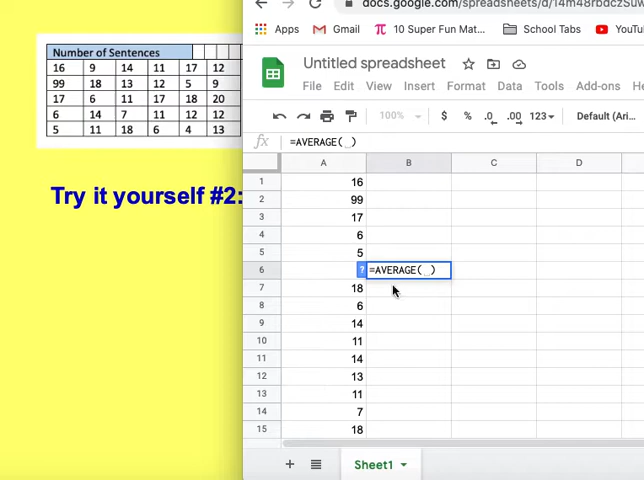 docs.google.com/spreadsheets/d/14m48rbdczSuw
Apps Gmail 10 Super Fun Mat... School Tabs YouTu
Untitled spreadsheet
File Edit View Insert Format Data Tools Add-ons He
100% $ % .0 .00 123 Default (Ari...
fx =AVERAGE(_)
A B C D
1 16
2 99
3 17
4 6
5 5
6 ? =AVERAGE(_)
7 18
8 6
9 14
10 11
11 14
12 13
13 11
14 7
15 18
Sheet1
Number of Sentences
16 9 14 11 17 12
99 18 13 12 5 9
17 6 11 17 18 20
6 14 7 11 12 12
5 11 18 6 4 13
Try it yourself #2: